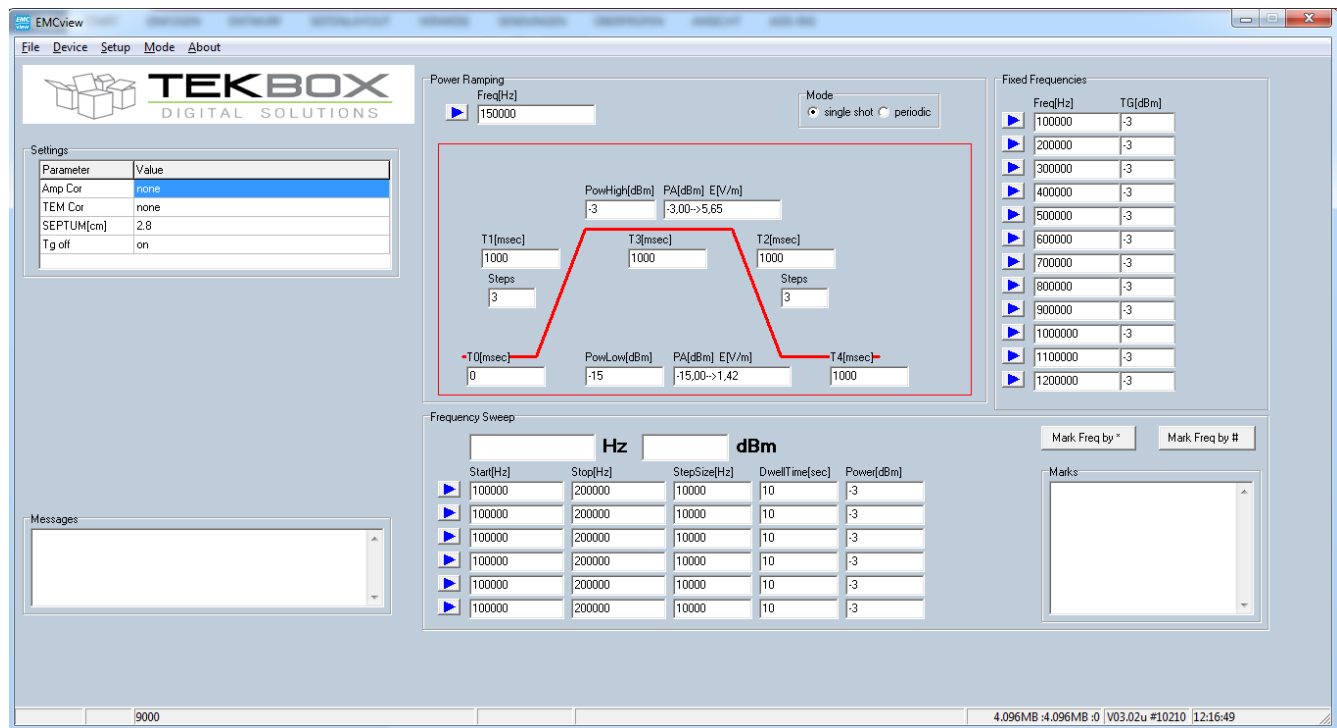 EMCview
File Device Setup Mode About
TEKBOX
DIGITAL SOLUTIONS
Settings
Parameter Value
Amp Cor none
TEM Cor none
SEPTUM[cm] 2.8
Tg off on
Messages
Power Ramping
Freq[Hz]
150000
Mode
single shot periodic
PowHigh[dBm] PA[dBm] E[V/m]
-3 -3,00-->5,65
T1[msec] T3[msec] T2[msec]
1000 1000 1000
Steps Steps
3 3
T0[msec] PowLow[dBm] PA[dBm] E[V/m] T4[msec]
0 -15 -15,00-->1,42 1000
Fixed Frequencies
Freq[Hz] TG[dBm]
100000 -3
200000 -3
300000 -3
400000 -3
500000 -3
600000 -3
700000 -3
800000 -3
900000 -3
1000000 -3
1100000 -3
1200000 -3
Frequency Sweep
Hz dBm
Start[Hz] Stop[Hz] StepSize[Hz] DwellTime[sec] Power[dBm]
100000 200000 10000 10 -3
100000 200000 10000 10 -3
100000 200000 10000 10 -3
100000 200000 10000 10 -3
100000 200000 10000 10 -3
100000 200000 10000 10 -3
Mark Freq by * Mark Freq by #
Marks
9000 4.096MB :4.096MB :0 V03.02u #10210 12:16:49